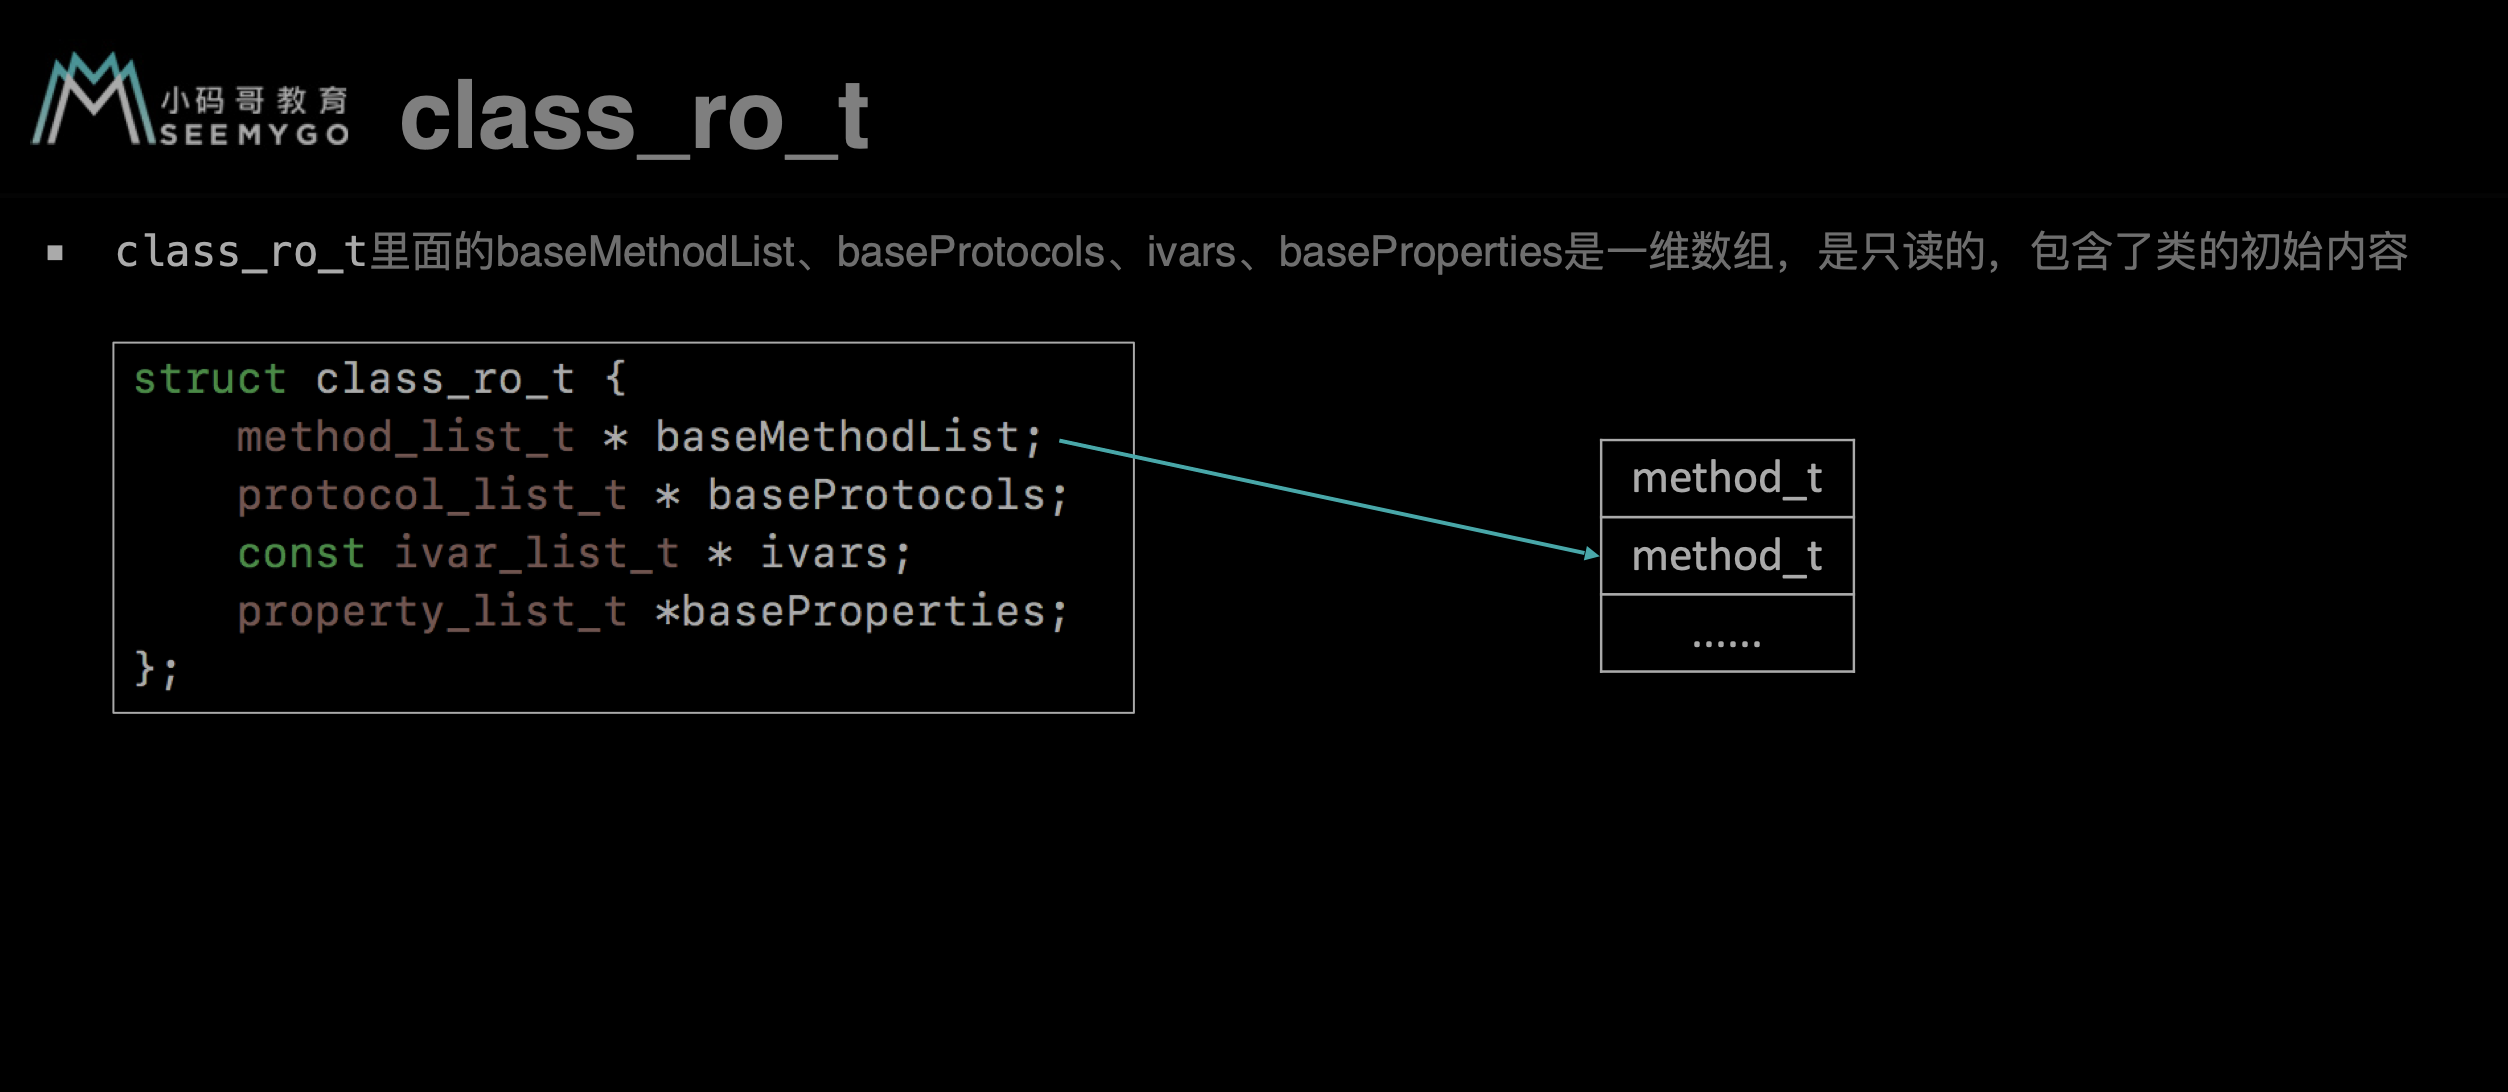 小码哥教育
SEEMYGO
class_ro_t
▪ class_ro_t里面的baseMethodList、baseProtocols、ivars、baseProperties是一维数组，是只读的，包含了类的初始内容
struct class_ro_t {
    method_list_t * baseMethodList;
    protocol_list_t * baseProtocols;
    const ivar_list_t * ivars;
    property_list_t *baseProperties;
};
method_t
method_t
......